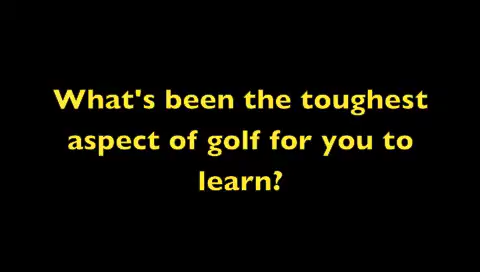 What's been the toughest
aspect of golf for you to
learn?